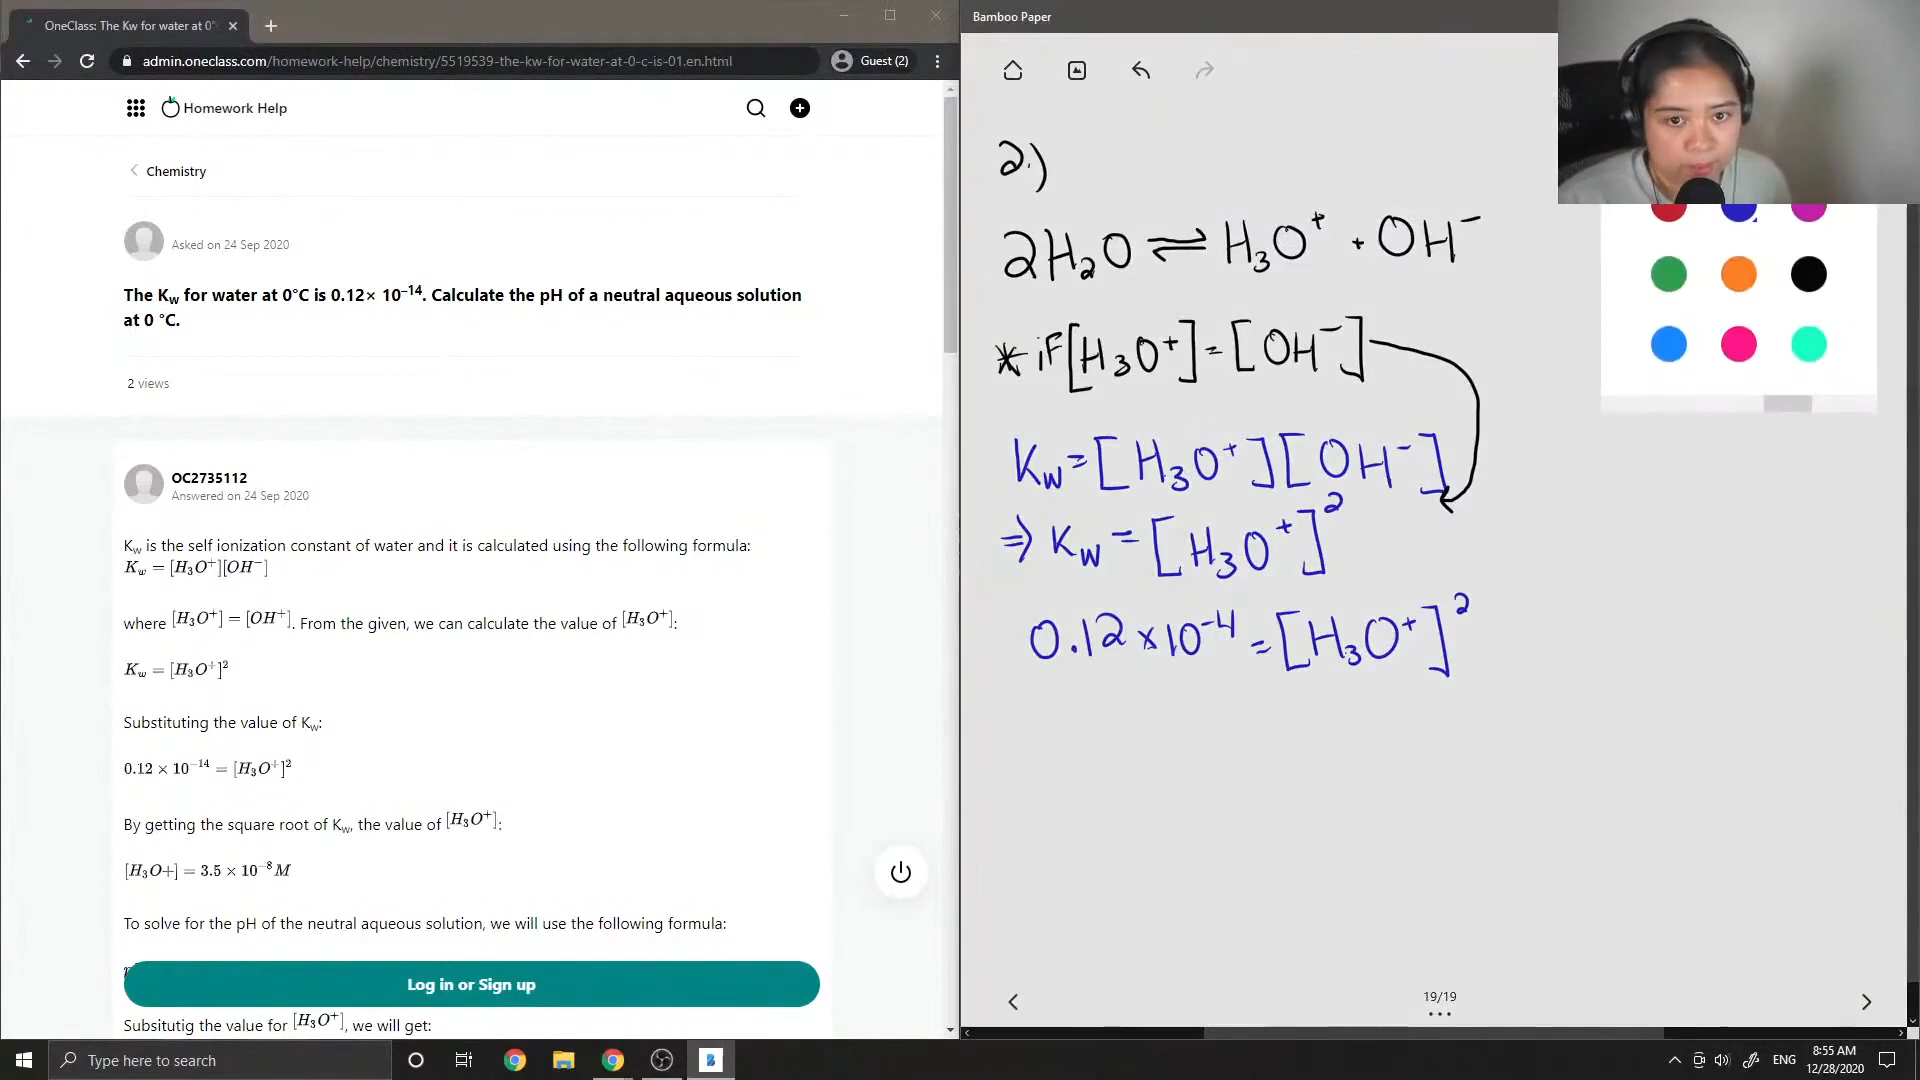 OneClass: The Kw for water at 0°
admin.oneclass.com/homework-help/chemistry/5519539-the-kw-for-water-at-0-c-is-01.en.html
Guest (2)
Homework Help
Chemistry
Asked on 24 Sep 2020
The Kw for water at 0°C is 0.12× 10⁻¹⁴. Calculate the pH of a neutral aqueous solution
at 0 °C.
2 views
OC2735112
Answered on 24 Sep 2020
Kw is the self ionization constant of water and it is calculated using the following formula:
Kw = [H₃O⁺][OH⁻]
where [H₃O⁺] = [OH⁺]. From the given, we can calculate the value of [H₃O⁺]:
Kw = [H₃O⁺]²
Substituting the value of Kw:
0.12 × 10⁻¹⁴ = [H₃O⁺]²
By getting the square root of Kw, the value of [H₃O⁺]:
[H₃O+] = 3.5 × 10⁻⁸ M
To solve for the pH of the neutral aqueous solution, we will use the following formula:
Log in or Sign up
Subsitutig the value for [H₃O⁺], we will get:
Bamboo Paper
2.)
2H₂O ⇌ H₃O⁺ + OH⁻
* if [H₃O⁺] = [OH⁻]
Kw = [H₃O⁺][OH⁻]
⇒ Kw = [H₃O⁺]²
0.12 × 10⁻⁴ = [H₃O⁺]²
19/19
Type here to search
ENG
8:55 AM
12/28/2020